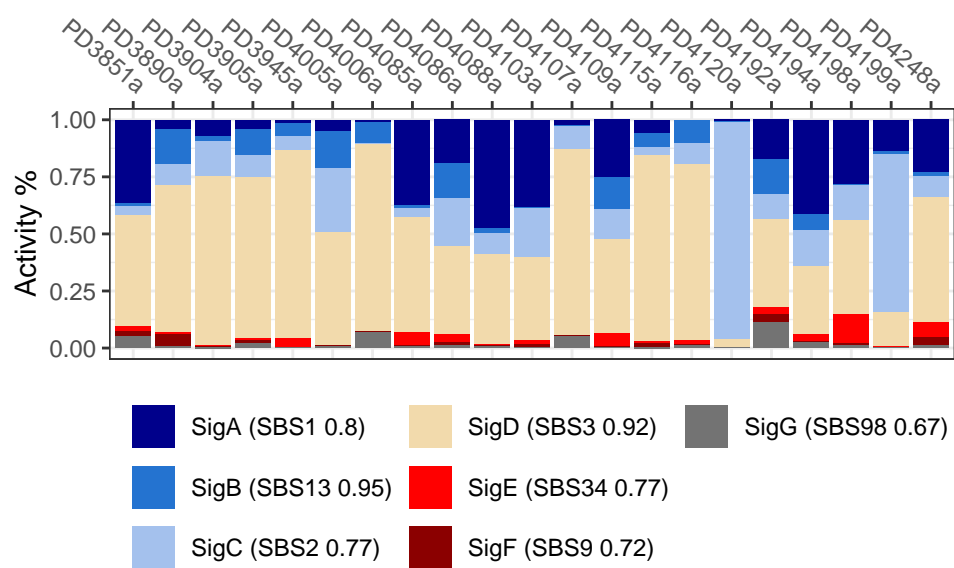 PD3851a
PD3890a
PD3904a
PD3905a
PD3945a
PD4005a
PD4006a
PD4085a
PD4086a
PD4088a
PD4103a
PD4107a
PD4109a
PD4115a
PD4116a
PD4120a
PD4192a
PD4194a
PD4198a
PD4199a
PD4248a
Activity %
1.00
0.75
0.50
0.25
0.00
SigA (SBS1 0.8)
SigB (SBS13 0.95)
SigC (SBS2 0.77)
SigD (SBS3 0.92)
SigE (SBS34 0.77)
SigF (SBS9 0.72)
SigG (SBS98 0.67)